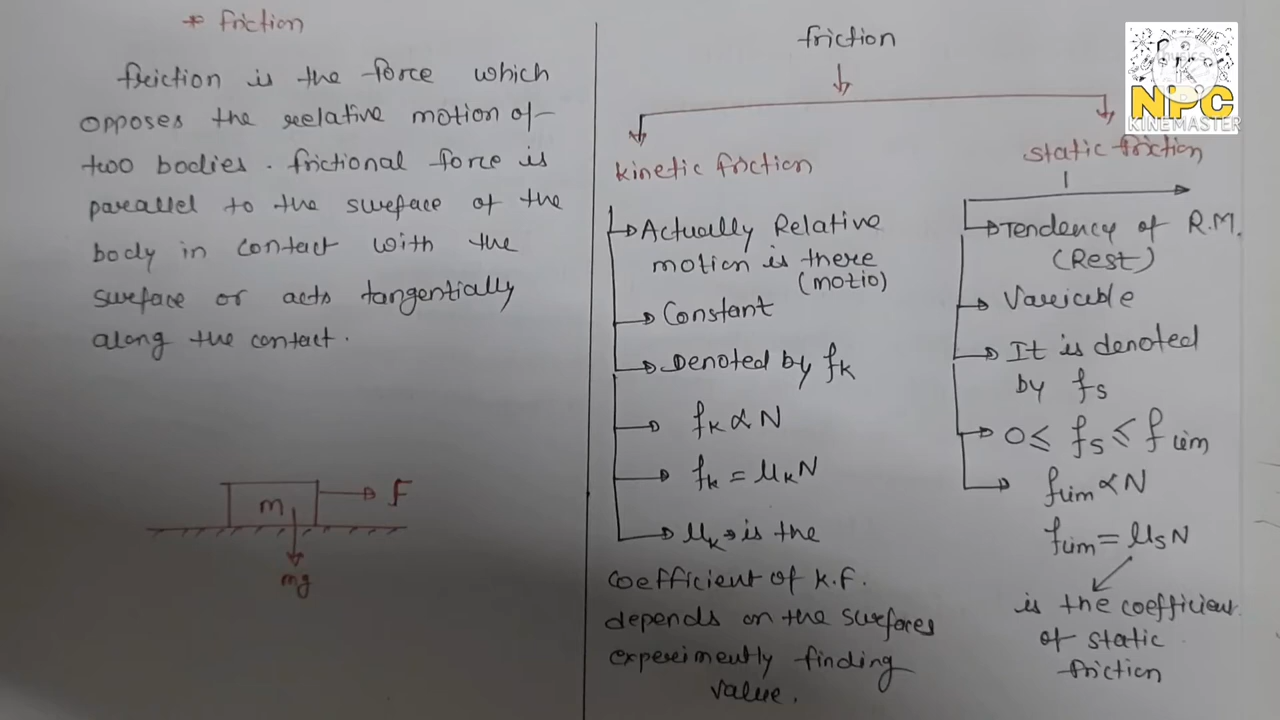 * friction
friction is the force which
opposes the relative motion of
two bodies. frictional force is
parallel to the surface of the
body in contact with the
surface or acts tangentially
along the contact.
m
F
mg
friction
kinetic friction
Actually Relative
motion is there
(motio)
Constant
Denoted by fk
fk ∝ N
fk = μkN
μk → is the
coefficient of k.f.
depends on the surfaces
experimently finding
value.
static friction
Tendency of R.M.
(Rest)
Variable
It is denoted
by fs
0 ≤ fs ≤ flim
flim ∝ N
flim = μsN
is the coefficient
of static
friction
NPC
KINEMASTER